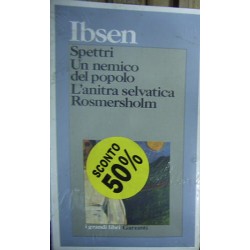 Ibsen
Spettri
Un nemico
del popolo
L'anitra selvatica
Rosmersholm
SCONTO
50%
i grandi libri Garzanti